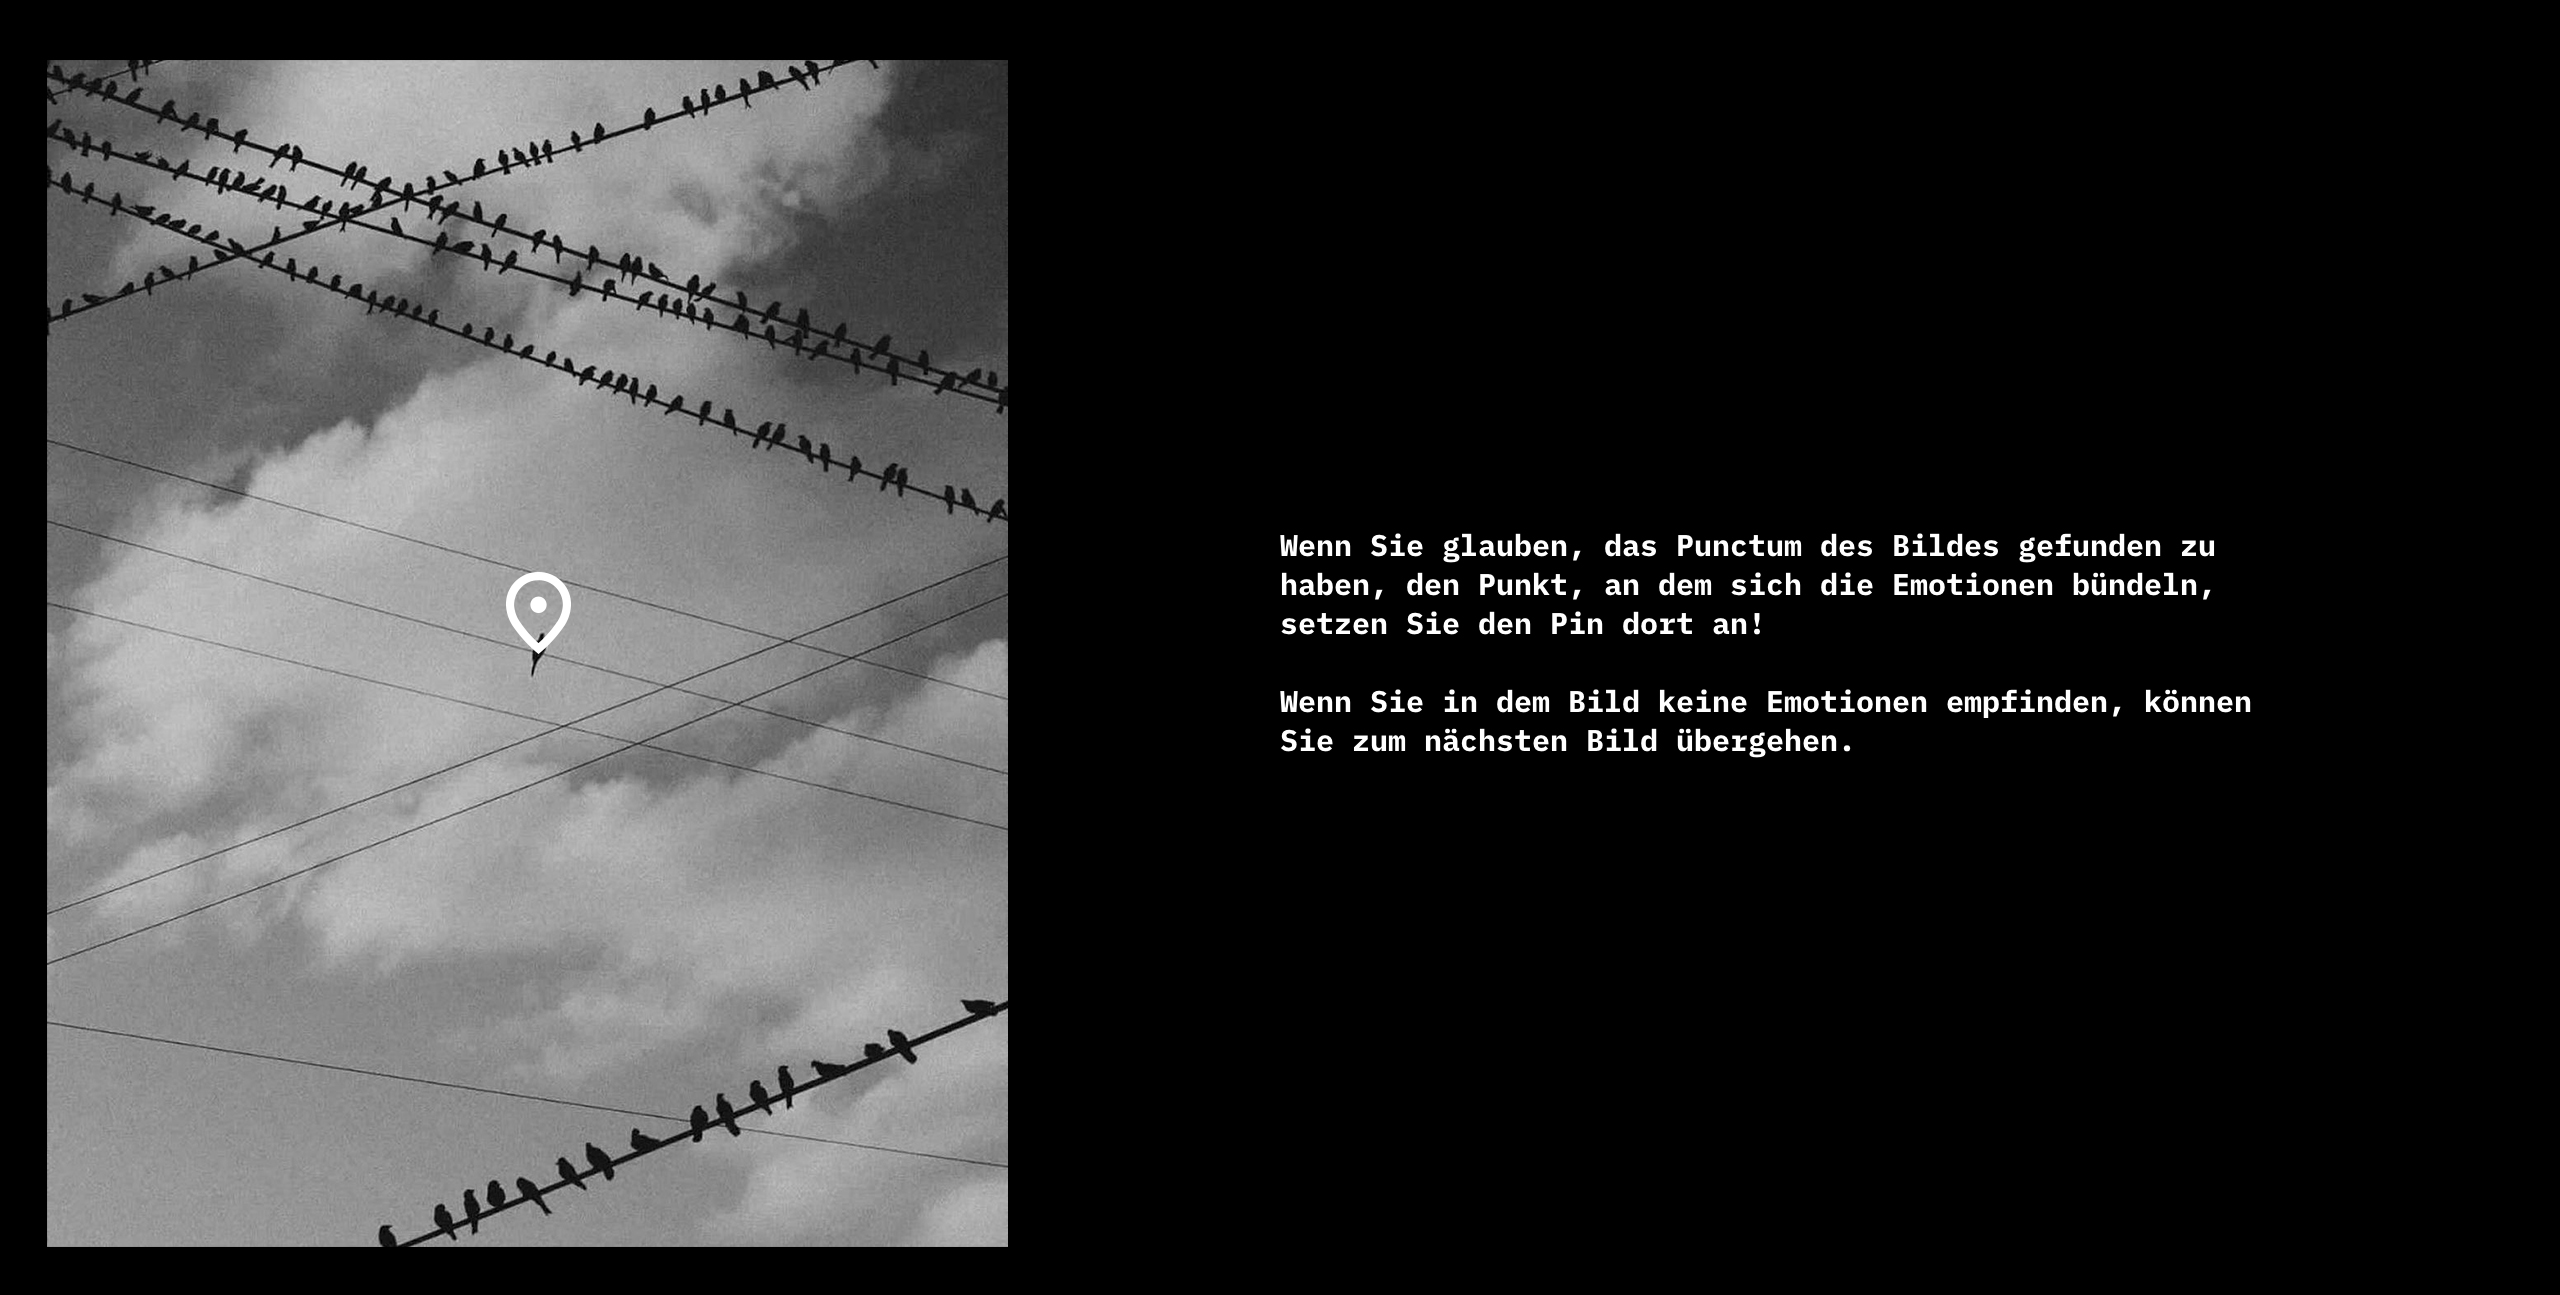 Wenn Sie glauben, das Punctum des Bildes gefunden zu
haben, den Punkt, an dem sich die Emotionen bündeln,
setzen Sie den Pin dort an!
Wenn Sie in dem Bild keine Emotionen empfinden, können
Sie zum nächsten Bild übergehen.